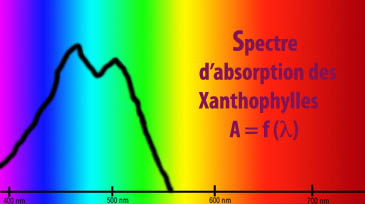 Spectre
d'absorption des
Xanthophylles
A = f (λ)
400 nm 500 nm 600 nm 700 nm